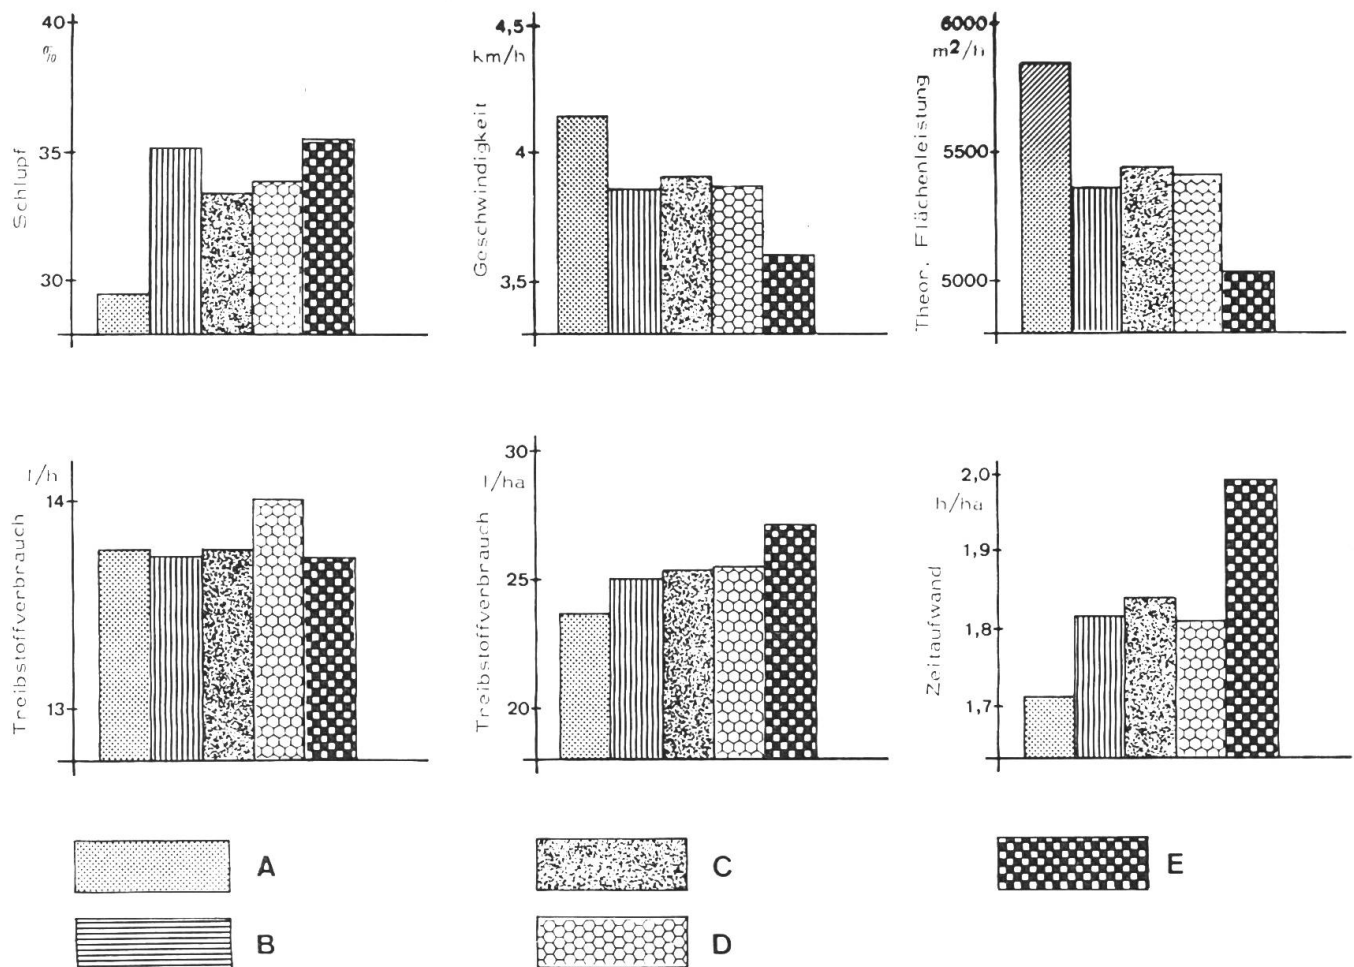 40
%
35
30
Schlupf
4,5
km/h
4
3,5
Geschwindigkeit
6000
m2/h
5500
5000
Theor. Flächenleistung
l/h
14
13
Treibstoffverbrauch
30
l/ha
25
20
Treibstoffverbrauch
2,0
h/ha
1,9
1,8
1,7
Zeitaufwand
A
B
C
D
E